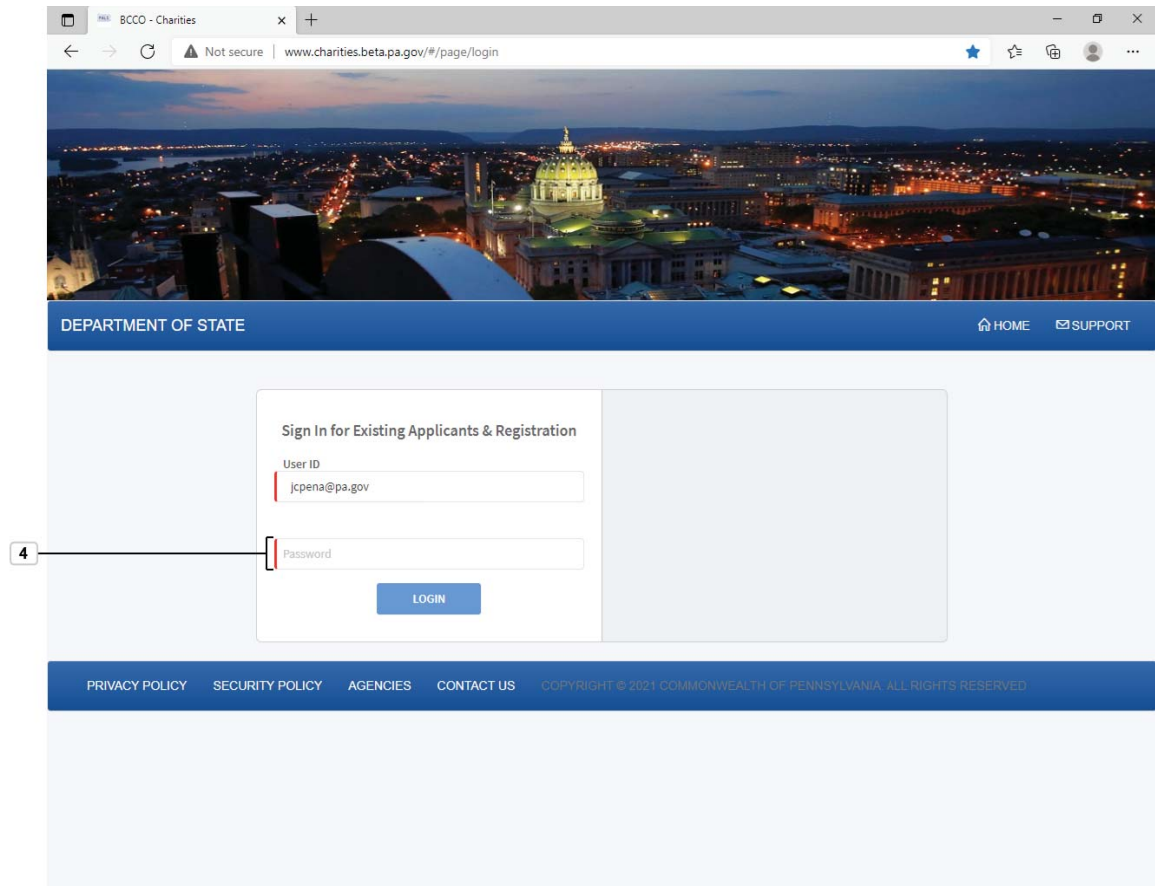 BCCO - Charities
Not secure | www.charities.beta.pa.gov/#/page/login
DEPARTMENT OF STATE
HOME
SUPPORT
Sign In for Existing Applicants & Registration
User ID
jcpena@pa.gov
4
Password
LOGIN
PRIVACY POLICY
SECURITY POLICY
AGENCIES
CONTACT US
COPYRIGHT © 2021 COMMONWEALTH OF PENNSYLVANIA. ALL RIGHTS RESERVED